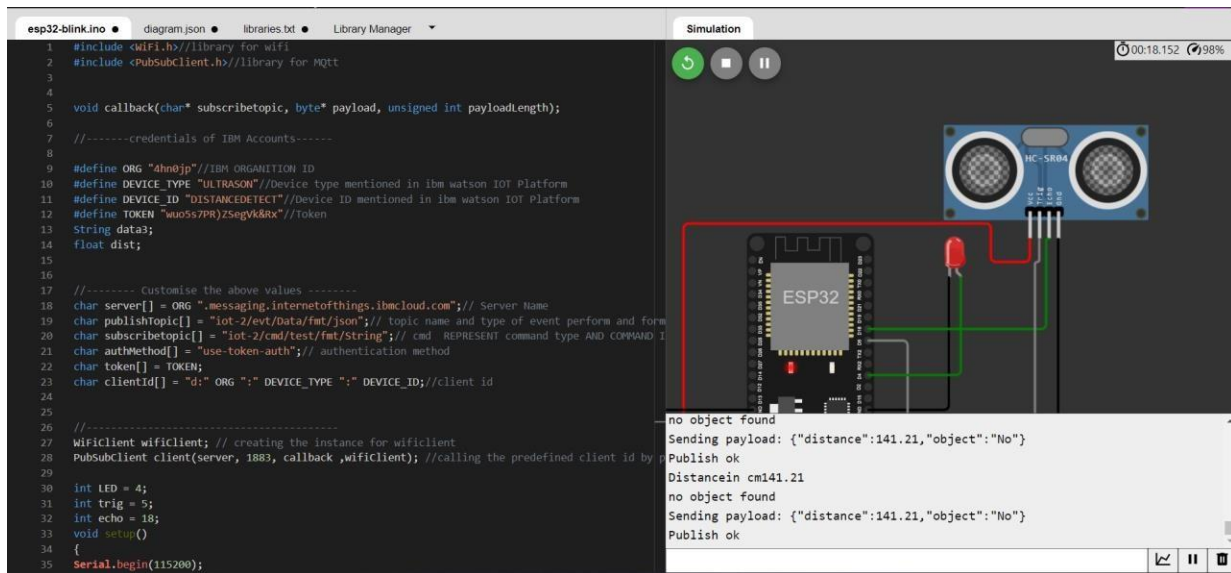 esp32-blink.ino ● diagram.json ● libraries.txt ● Library Manager
1 #include <WiFi.h>//library for wifi
2 #include <PubSubClient.h>//library for MQtt
3
4
5 void callback(char* subscribetopic, byte* payload, unsigned int payloadLength);
6
7 //-------credentials of IBM Accounts------
8
9 #define ORG "4hn0jp"//IBM ORGANITION ID
10 #define DEVICE_TYPE "ULTRASON"//Device type mentioned in ibm watson IOT Platform
11 #define DEVICE_ID "DISTANCEDETECT"//Device ID mentioned in ibm watson IOT Platform
12 #define TOKEN "wuo5s7PR)ZSegVk&Rx"//Token
13 String data3;
14 float dist;
15
16
17 //-------- Customise the above values --------
18 char server[] = ORG ".messaging.internetofthings.ibmcloud.com";// Server Name
19 char publishTopic[] = "iot-2/evt/Data/fmt/json";// topic name and type of event perform and form
20 char subscribetopic[] = "iot-2/cmd/test/fmt/String";// cmd REPRESENT command type AND COMMAND I
21 char authMethod[] = "use-token-auth";// authentication method
22 char token[] = TOKEN;
23 char clientId[] = "d:" ORG ":" DEVICE_TYPE ":" DEVICE_ID;//client id
24
25
26 //-----------------------------------------
27 WiFiClient wifiClient; // creating the instance for wificlient
28 PubSubClient client(server, 1883, callback ,wifiClient); //calling the predefined client id by p
29
30 int LED = 4;
31 int trig = 5;
32 int echo = 18;
33 void setup()
34 {
35 Serial.begin(115200);
Simulation
00:18.152 98%
HC-SR04
Vcc
Trig
Echo
Gnd
ESP32
no object found
Sending payload: {"distance":141.21,"object":"No"}
Publish ok
Distancein cm141.21
no object found
Sending payload: {"distance":141.21,"object":"No"}
Publish ok